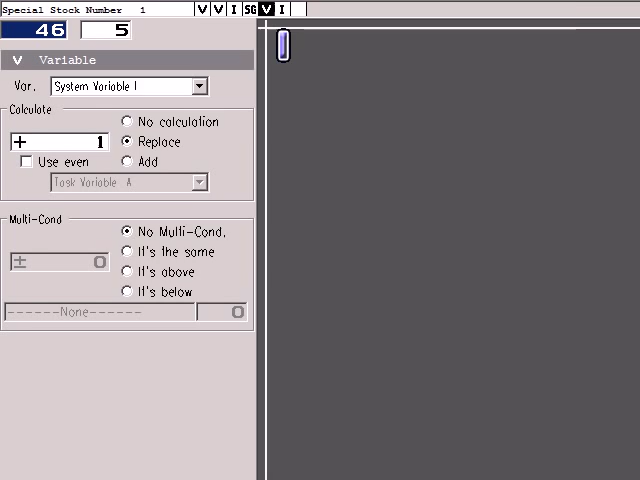 Special Stock Number 1 V V I SG V I
46 5
V Variable
Var. System Variable I
Calculate
No calculation
+ 1 Replace
Use even Add
Task Variable A
Multi-Cond
No Multi-Cond.
It's the same
± 0
It's above
It's below
------None------ 0